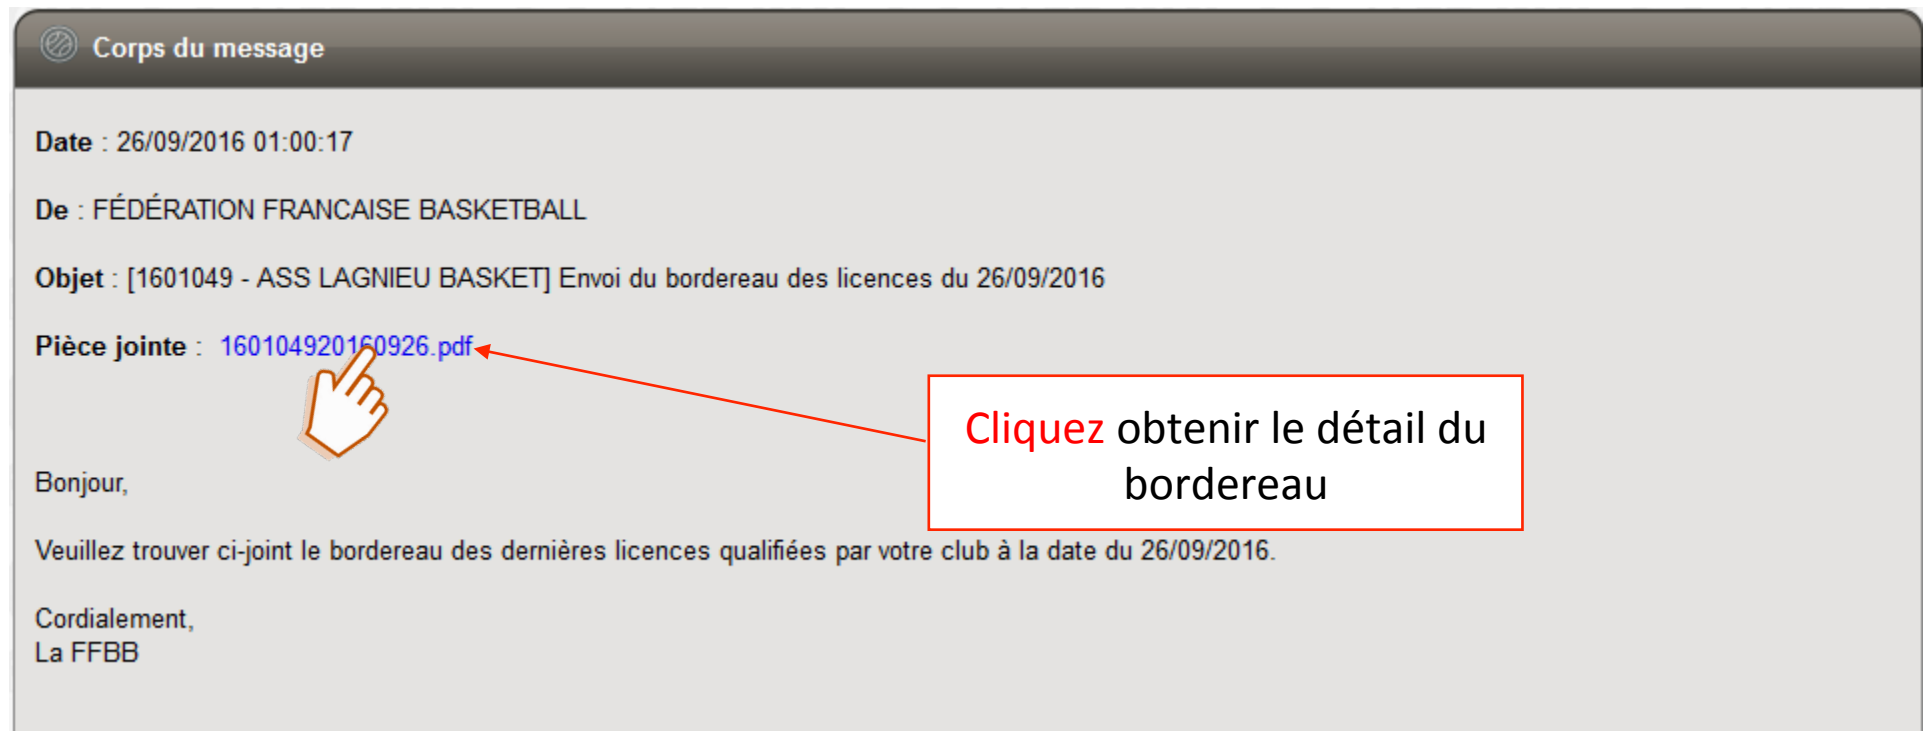 Corps du message
Date : 26/09/2016 01:00:17
De : FÉDÉRATION FRANCAISE BASKETBALL
Objet : [1601049 - ASS LAGNIEU BASKET] Envoi du bordereau des licences du 26/09/2016
Pièce jointe : 160104920160926.pdf
Cliquez obtenir le détail du
bordereau
Bonjour,
Veuillez trouver ci-joint le bordereau des dernières licences qualifiées par votre club à la date du 26/09/2016.
Cordialement,
La FFBB